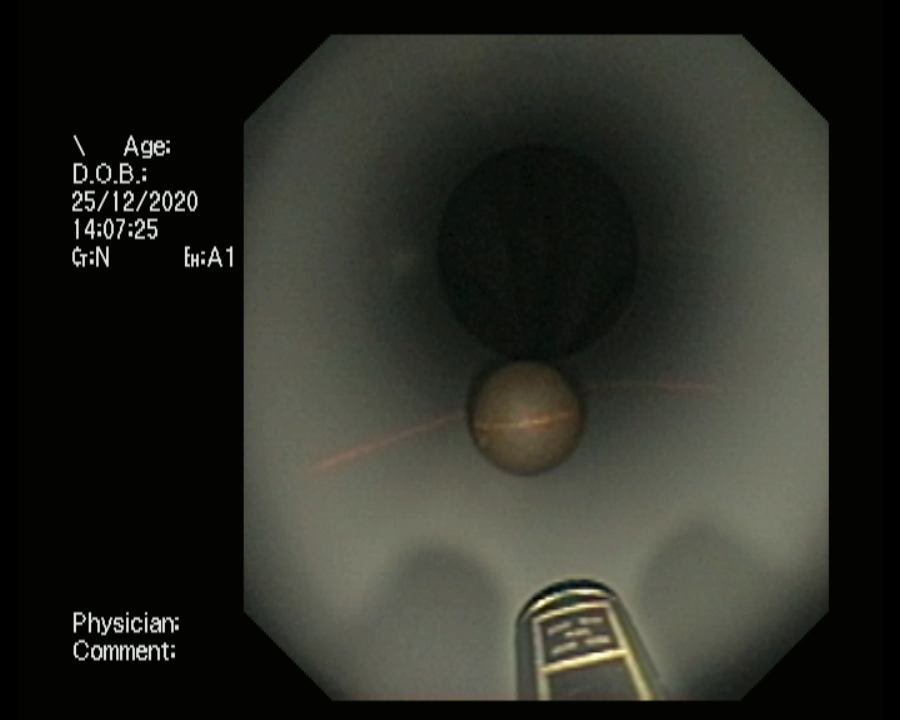 \ Age:
D.O.B.:
25/12/2020
14:07:25
Cr:N EH:A1
Physician:
Comment: